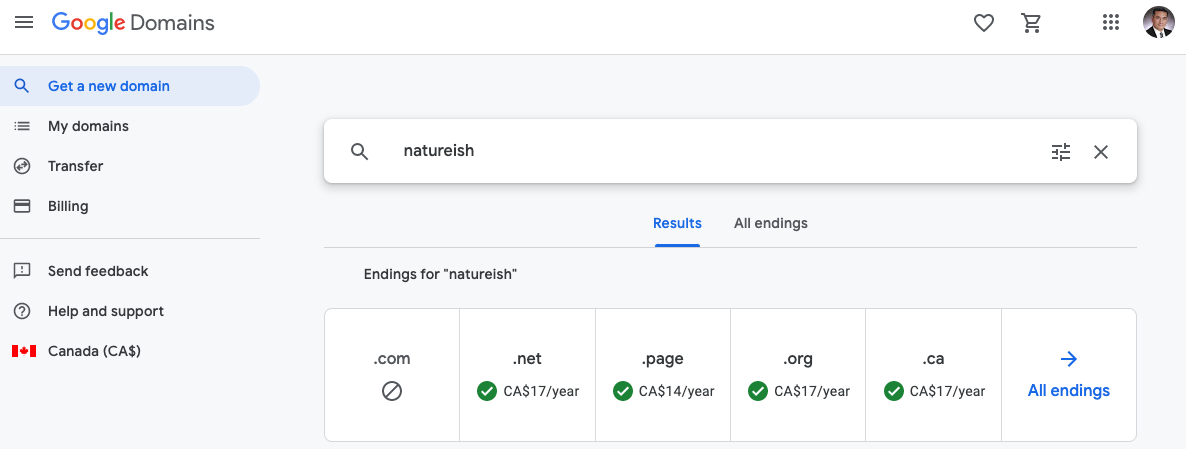 Google Domains
Get a new domain
My domains
Transfer
Billing
Send feedback
Help and support
Canada (CA$)
natureish
Results All endings
Endings for "natureish"
.com .net .page .org .ca
CA$17/year CA$14/year CA$17/year CA$17/year All endings